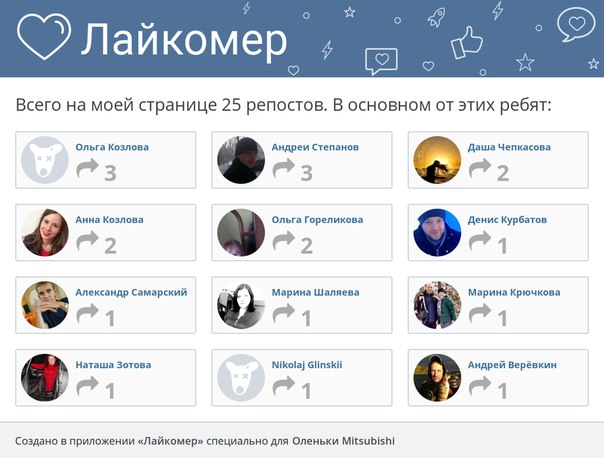 Лайкомер
Всего на моей странице 25 репостов. В основном от этих ребят:
Ольга Козлова
3
Андреи Степанов
3
Даша Чепкасова
2
Анна Козлова
2
Ольга Гореликова
2
Денис Курбатов
1
Александр Самарский
1
Марина Шаляева
1
Марина Крючкова
1
Наташа Зотова
1
Nikolaj Glinskii
1
Андрей Верёвкин
1
Создано в приложении «Лайкомер» специально для Оленьки Mitsubishi